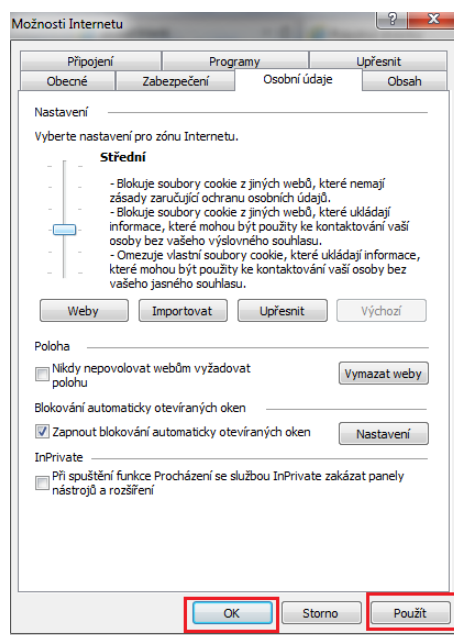 Možnosti Internetu
Připojení Programy Upřesnit
Obecné Zabezpečení Osobní údaje Obsah
Nastavení
Vyberte nastavení pro zónu Internetu.
Střední
- Blokuje soubory cookie z jiných webů, které nemají
zásady zaručující ochranu osobních údajů.
- Blokuje soubory cookie z jiných webů, které ukládají
informace, které mohou být použity ke kontaktování vaší
osoby bez vašeho výslovného souhlasu.
- Omezuje vlastní soubory cookie, které ukládají informace,
které mohou být použity ke kontaktování vaší osoby bez
vašeho jasného souhlasu.
Weby Importovat Upřesnit Výchozí
Poloha
Nikdy nepovolovat webům vyžadovat
polohu
Vymazat weby
Blokování automaticky otevíraných oken
Zapnout blokování automaticky otevíraných oken Nastavení
InPrivate
Při spuštění funkce Procházení se službou InPrivate zakázat panely
nástrojů a rozšíření
OK Storno Použít